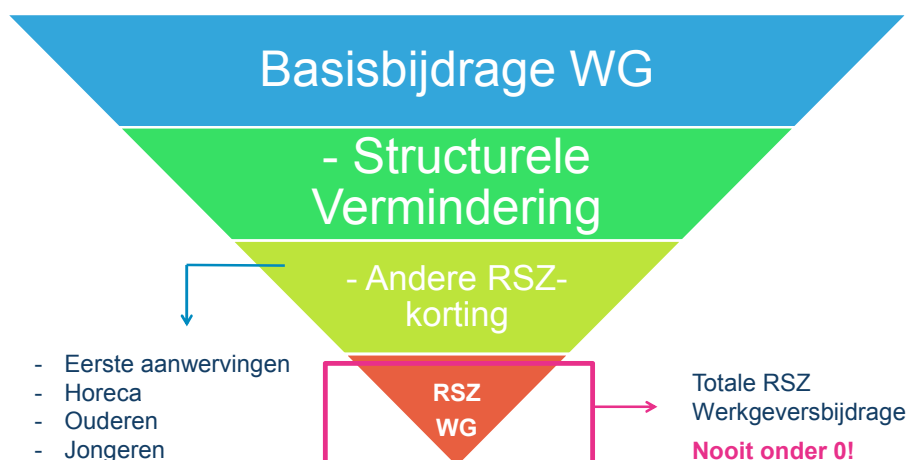 Basisbijdrage WG
- Structurele
Vermindering
- Andere RSZ-
korting
- Eerste aanwervingen
- Horeca
- Ouderen
- Jongeren
RSZ
WG
Totale RSZ
Werkgeversbijdrage
Nooit onder 0!